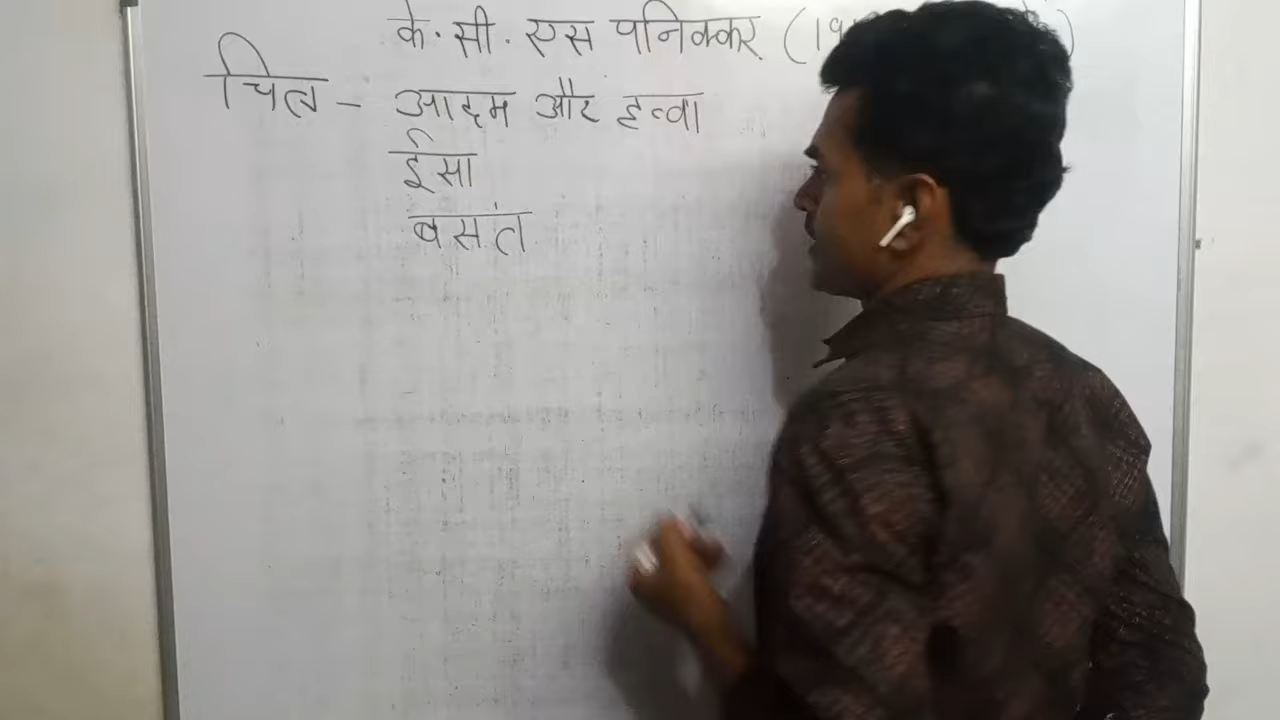 के. सी. एस पनिक्कर (19
चित्र - आदम और हव्वा
ईसा
बसंत